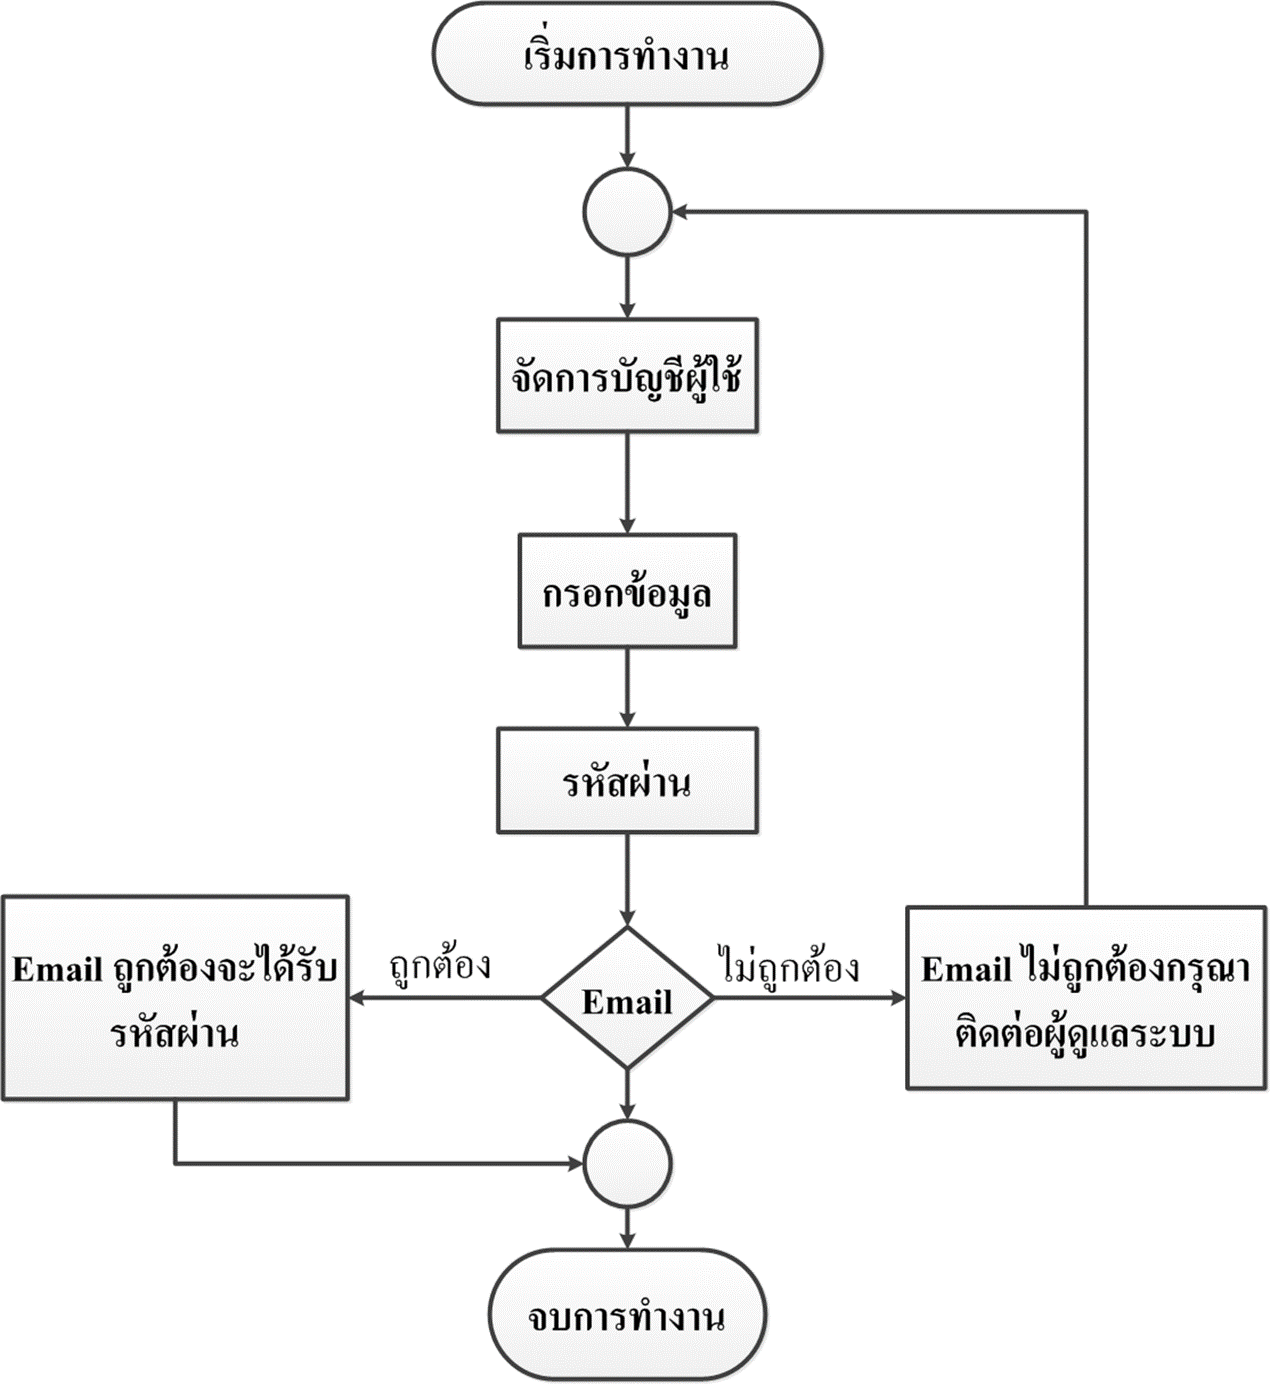 เริ่มการทำงาน
จัดการบัญชีผู้ใช้
กรอกข้อมูล
รหัสผ่าน
Email ถูกต้องจะได้รับ
รหัสผ่าน
ถูกต้อง
Email
ไม่ถูกต้อง
Email ไม่ถูกต้องกรุณา
ติดต่อผู้ดูแลระบบ
จบการทำงาน